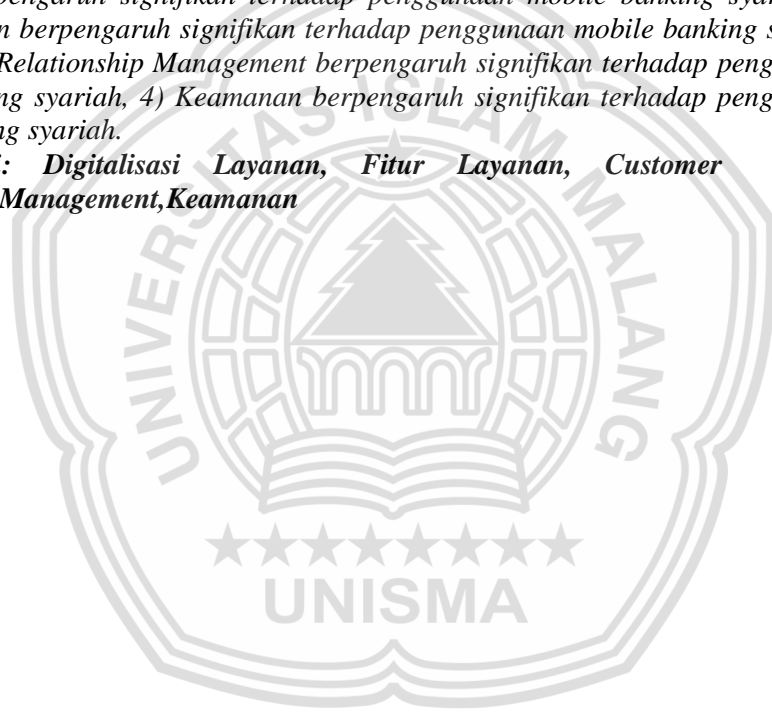 pengaruh signifikan terhadap penggunaan mobile banking
n berpengaruh signifikan terhadap penggunaan mobile banking s
Relationship Management berpengaruh signifikan terhadap peng
ng syariah, 4) Keamanan berpengaruh signifikan terhadap peng
ng syariah.
: Digitalisasi Layanan, Fitur Layanan, Customer
Management,Keamanan
UNIVERSITAS ISLAM MALANG
UNISMA